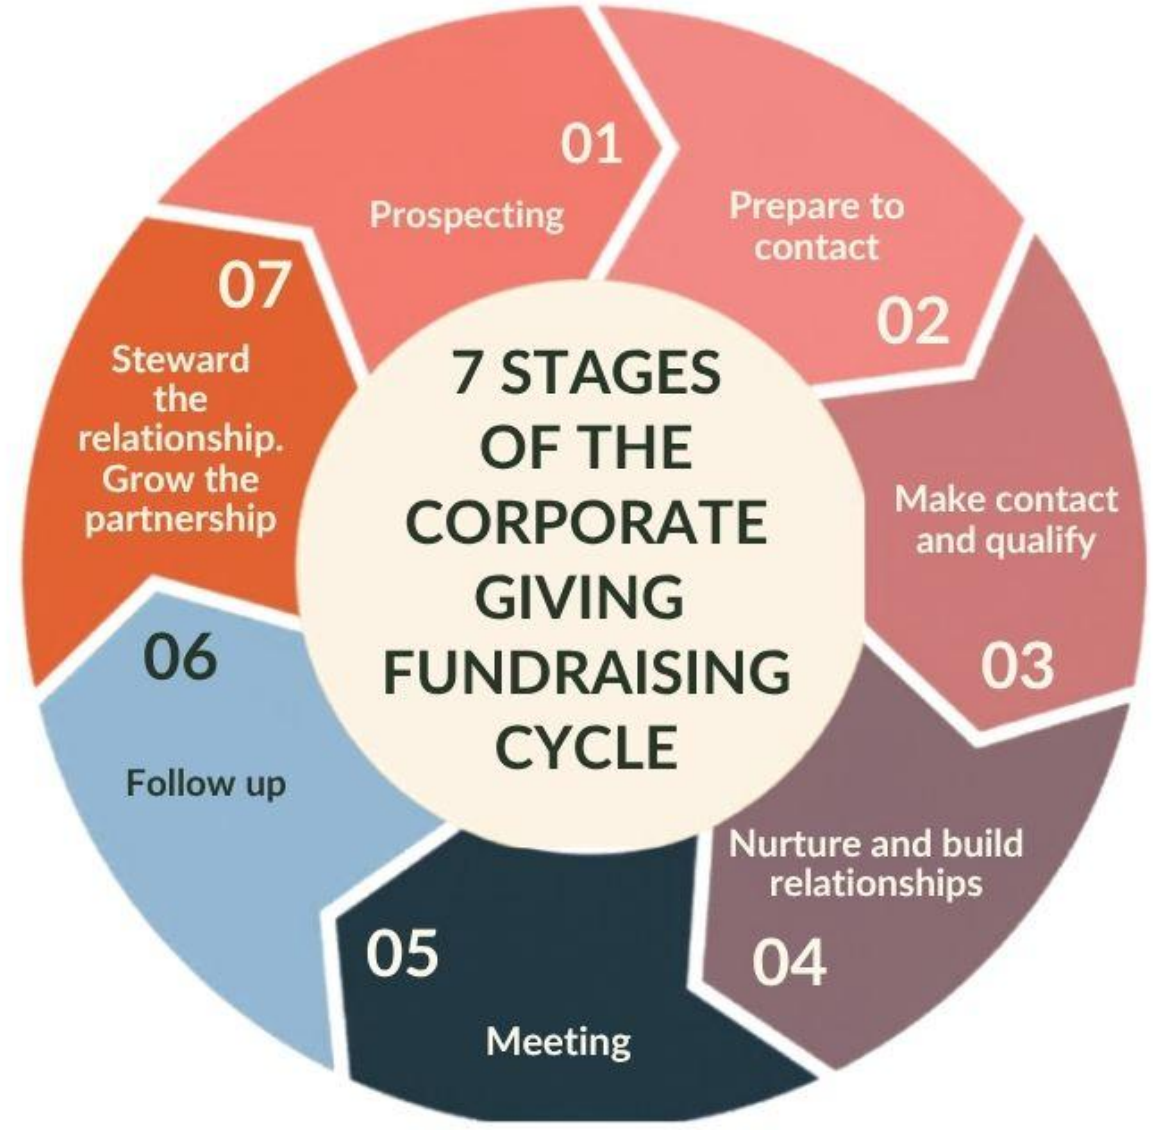 7 STAGES
OF THE
CORPORATE
GIVING
FUNDRAISING
CYCLE
01
Prospecting
Prepare to
contact
02
Make contact
and qualify
03
Nurture and build
relationships
04
05
Meeting
06
Follow up
07
Steward
the
relationship.
Grow the
partnership